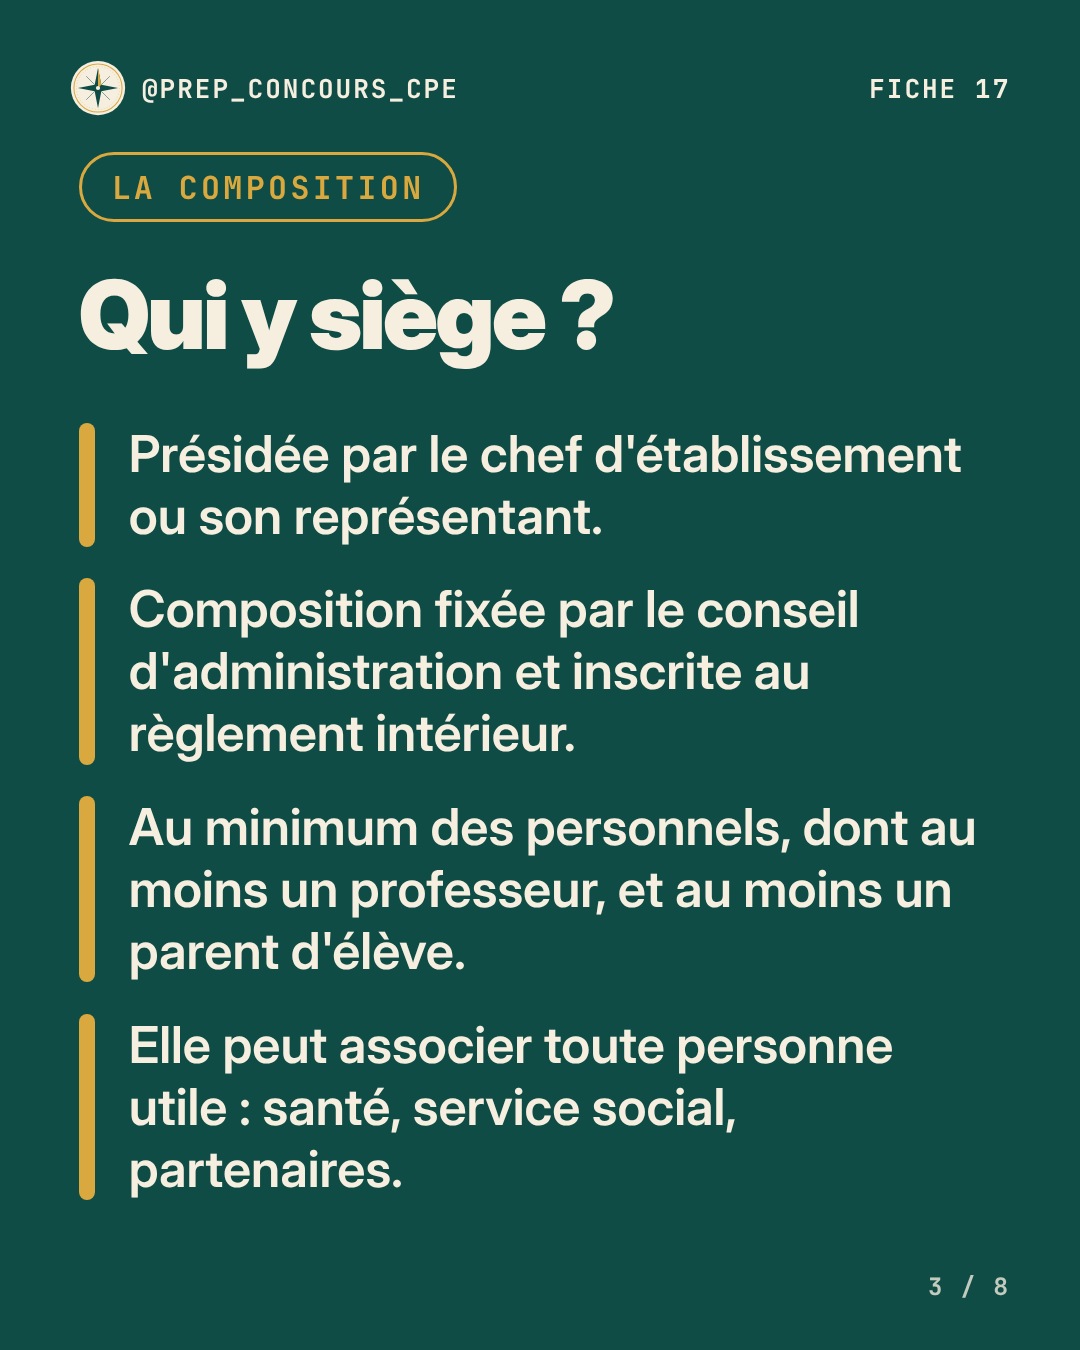 @PREP_CONCOURS_CPE
FICHE 17
LA COMPOSITION
Qui y siège ?
Présidée par le chef d'établissement
ou son représentant.
Composition fixée par le conseil
d'administration et inscrite au
règlement intérieur.
Au minimum des personnels, dont au
moins un professeur, et au moins un
parent d'élève.
Elle peut associer toute personne
utile : santé, service social,
partenaires.
3 / 8